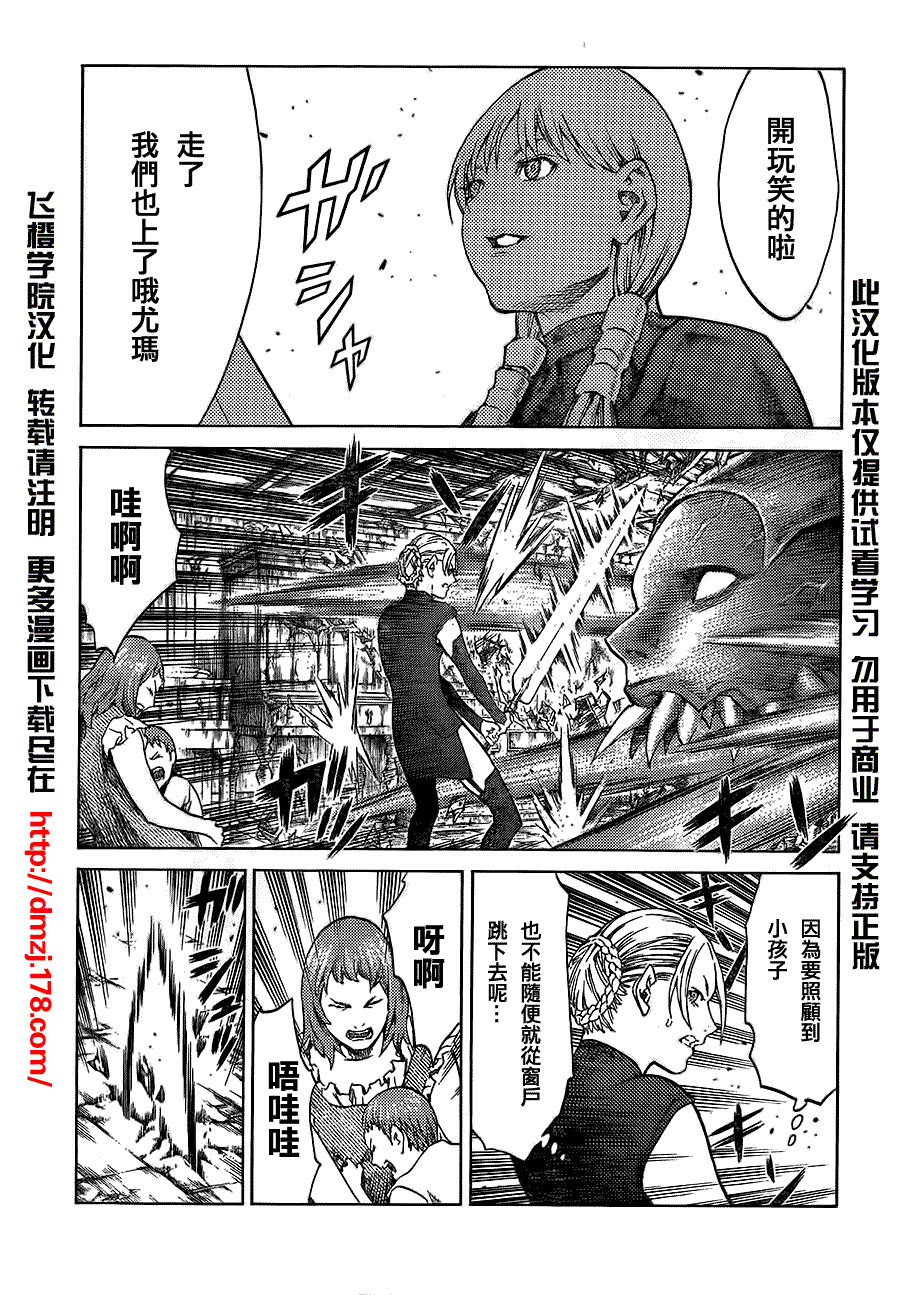 開玩笑的啦
走了
我們也上了哦尤瑪
ガシャ
哇啊
因為要照顧到
小孩子
也不能隨便就從窗戶
跳下去呢…
呀啊
唔哇哇
此汉化版本仅提供试看学习 勿用于商业 请支持正版
飞橙学院汉化 转载请注明 更多漫画下载尽在 http://dmzj.178.com/